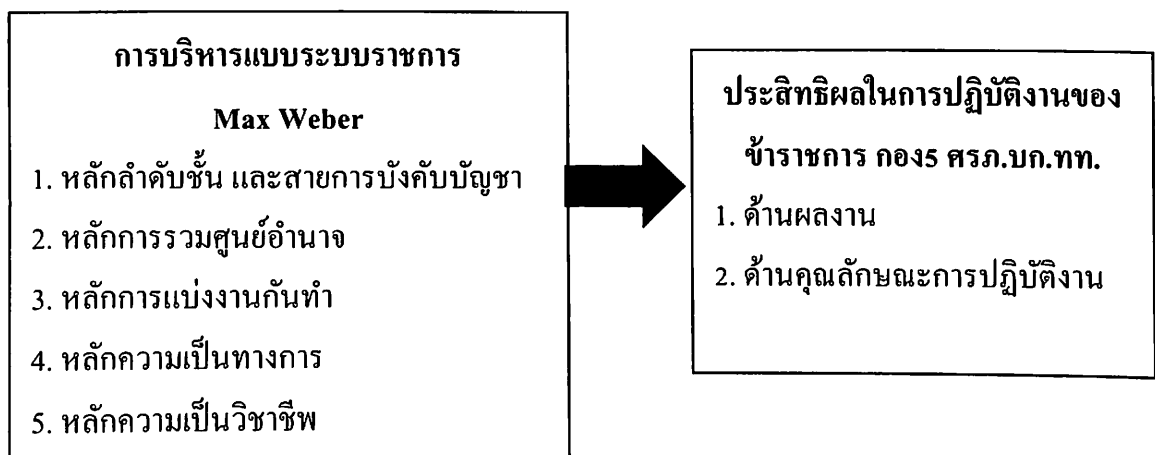 การบริหารแบบระบบราชการ
Max Weber
1. หลักลำดับชั้น และสายการบังคับบัญชา
2. หลักการรวมศูนย์อำนาจ
3. หลักการแบ่งงานกันทำ
4. หลักความเป็นทางการ
5. หลักความเป็นวิชาชีพ
ประสิทธิผลในการปฏิบัติงานของ
ข้าราชการ กอง5 ศรภ.บก.ทท.
1. ด้านผลงาน
2. ด้านคุณลักษณะการปฏิบัติงาน